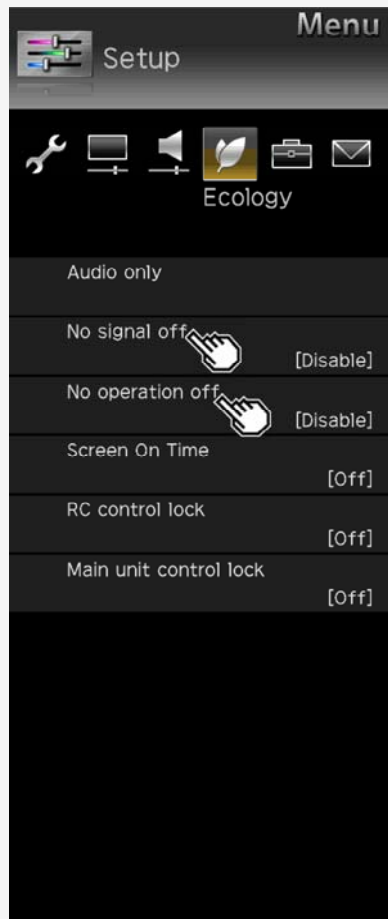 Menu
Setup
Ecology
Audio only
No signal off
[Disable]
No operation off
[Disable]
Screen On Time
[Off]
RC control lock
[Off]
Main unit control lock
[Off]